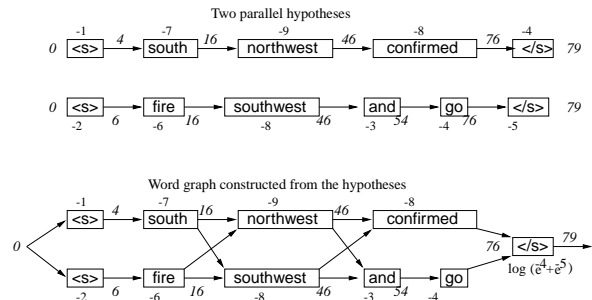 Two parallel hypotheses
-1 -7 -9 -8 -4
0 <s> 4 south 16 northwest 46 confirmed 76 </s> 79
0 <s> 6 fire 16 southwest 46 and 54 go 76 </s> 79
-2 -6 -8 -3 -4 -5
Word graph constructed from the hypotheses
-1 -7 -9 -8
<s> 4 south 16 northwest 46 confirmed
0 76 </s> 79
log (e^-4+e^-5)
<s> 6 fire 16 southwest 46 and 54 go
-2 -6 -8 -3 -4